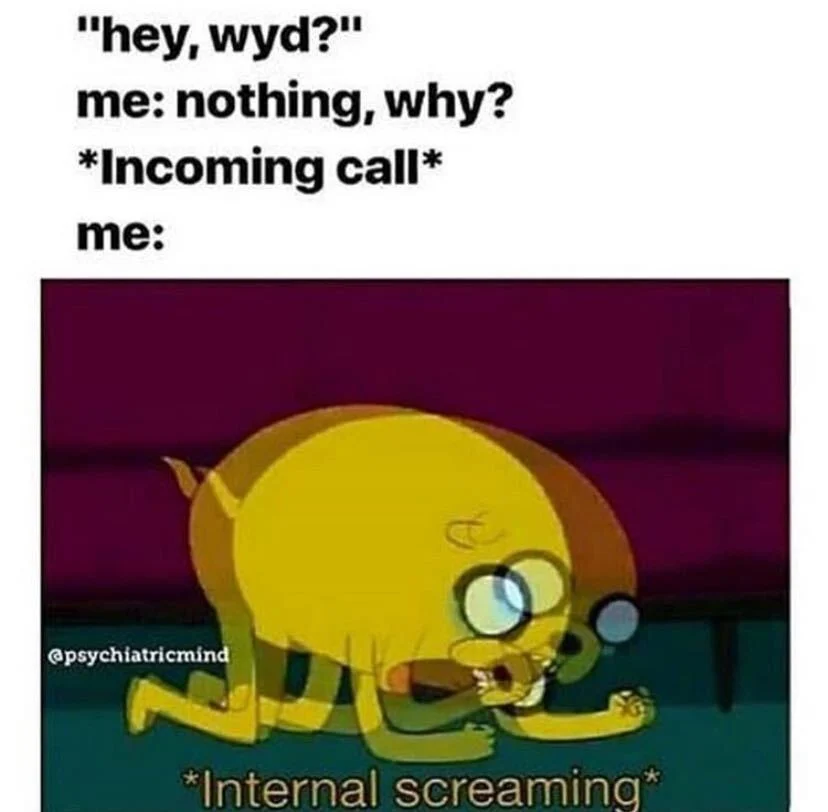 "hey, wyd?"
me: nothing, why?
*Incoming call*
me:
@psychiatricmind
*Internal screaming*